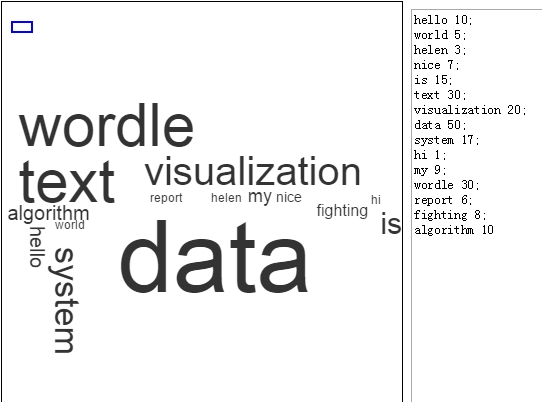 wordle
text
visualization
report
helen
my
nice
hi
algorithm
fighting
is
hello
world
data
system
hello 10;
world 5;
helen 3;
nice 7;
is 15;
text 30;
visualization 20;
data 50;
system 17;
hi 1;
my 9;
wordle 30;
report 6;
fighting 8;
algorithm 10